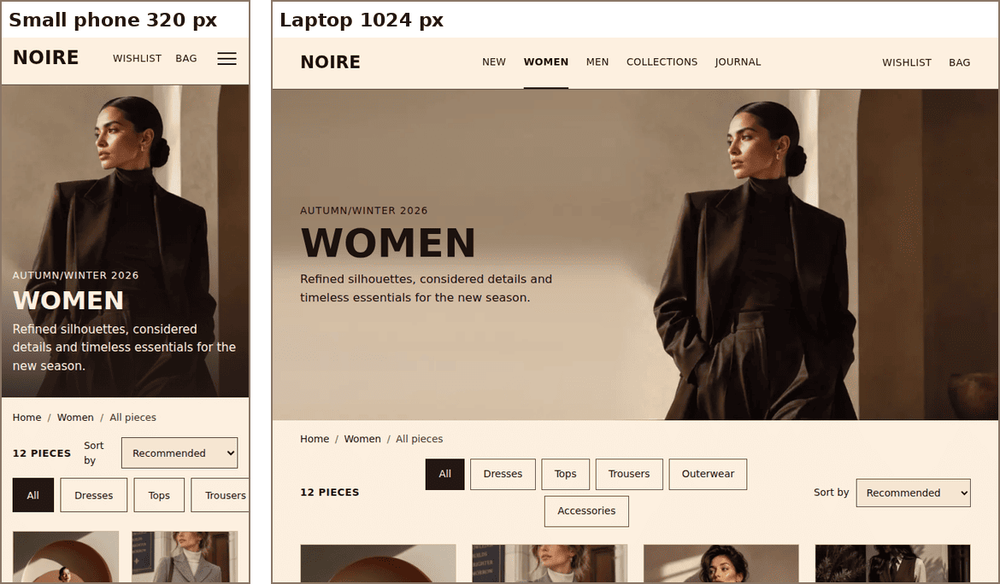 Small phone 320 px
NOIRE WISHLIST BAG
AUTUMN/WINTER 2026
WOMEN
Refined silhouettes, considered
details and timeless essentials for the
new season.
Home / Women / All pieces
12 PIECES Sort by Recommended
All Dresses Tops Trousers
Laptop 1024 px
NOIRE NEW WOMEN MEN COLLECTIONS JOURNAL WISHLIST BAG
AUTUMN/WINTER 2026
WOMEN
Refined silhouettes, considered details and
timeless essentials for the new season.
Home / Women / All pieces
All Dresses Tops Trousers Outerwear
12 PIECES Sort by Recommended
Accessories